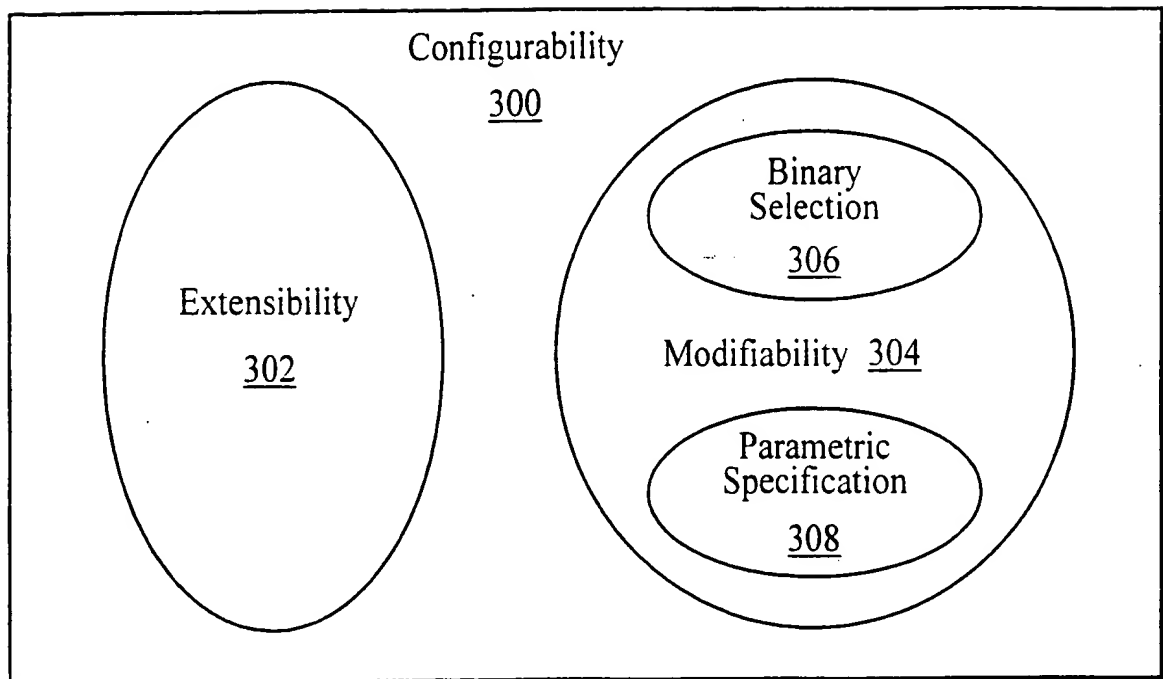 Configurability
300
Extensibility
302
Binary
Selection
306
Modifiability 304
Parametric
Specification
308